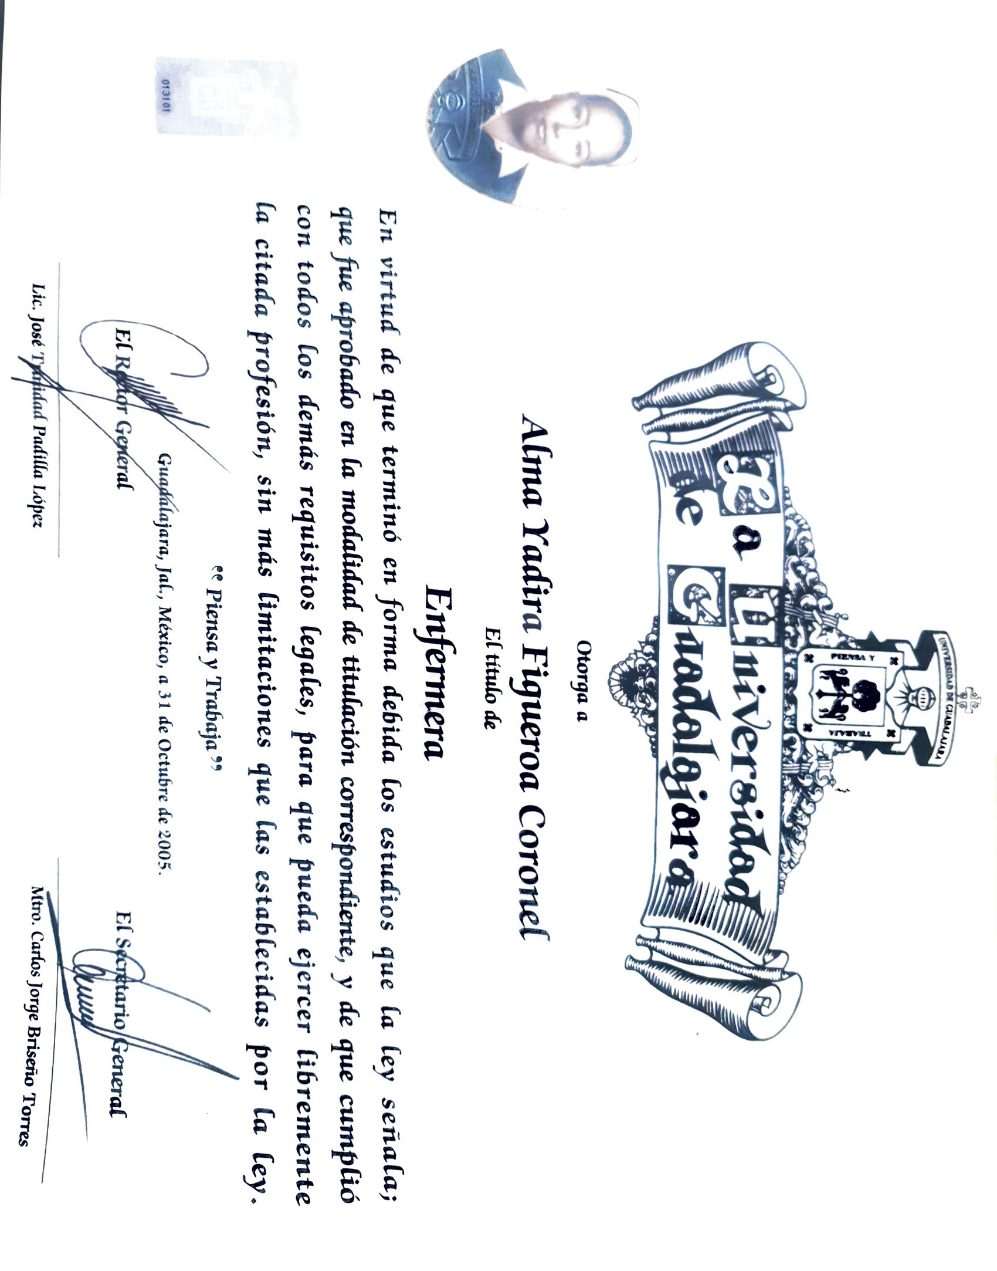 UNIVERSIDAD DE GUADALAJARA
PIENSA Y
TRABAJA
La Universidad
de Guadalajara
Otorga a
Alma Yadira Figueroa Coronel
El título de
Enfermera
En virtud de que terminó en forma debida los estudios que la ley señala;
que fue aprobado en la modalidad de titulación correspondiente, y de que cumplió
con todos los demás requisitos legales, para que pueda ejercer libremente
la citada profesión, sin más limitaciones que las establecidas por la ley.
“Piensa y Trabaja”
Guadalajara, Jal., México, a 31 de Octubre de 2005.
El Rector General
Lic. José Trinidad Padilla López
El Secretario General
Mtro. Carlos Jorge Briseño Torres
013101